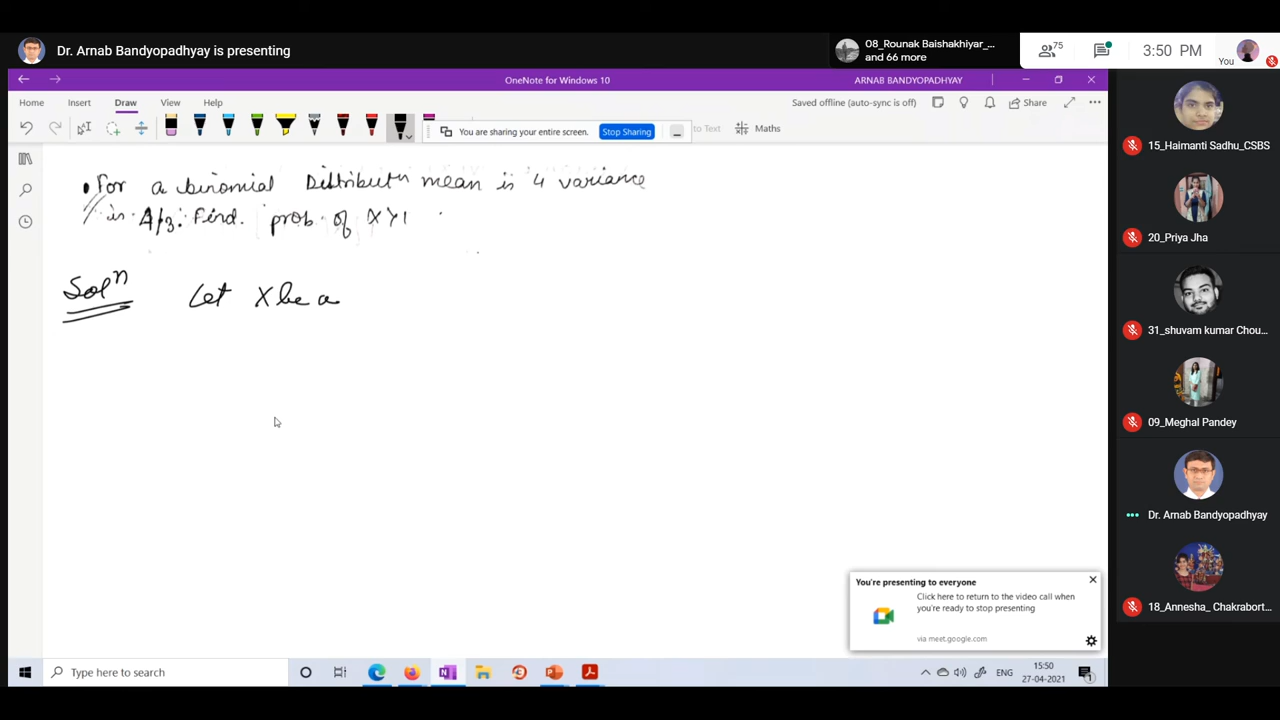 Dr. Arnab Bandyopadhyay is presenting
08_Rounak Baishakhiyar_...
and 66 more
75
3:50 PM
You
OneNote for Windows 10
ARNAB BANDYOPADHYAY
Home Insert Draw View Help
Saved offline (auto-sync is off)
Share
You are sharing your entire screen. Stop Sharing
to Text
Maths
• For a binomial Distributn mean is 4 variance
is 4/3. Find. prob. of X>1
Soln Let X be a
15_Haimanti Sadhu_CSBS
20_Priya Jha
31_shuvam kumar Chou...
09_Meghal Pandey
Dr. Arnab Bandyopadhyay
18_Annesha_ Chakrabort...
You're presenting to everyone
Click here to return to the video call when
you're ready to stop presenting
via meet.google.com
Type here to search
ENG
15:50
27-04-2021
1